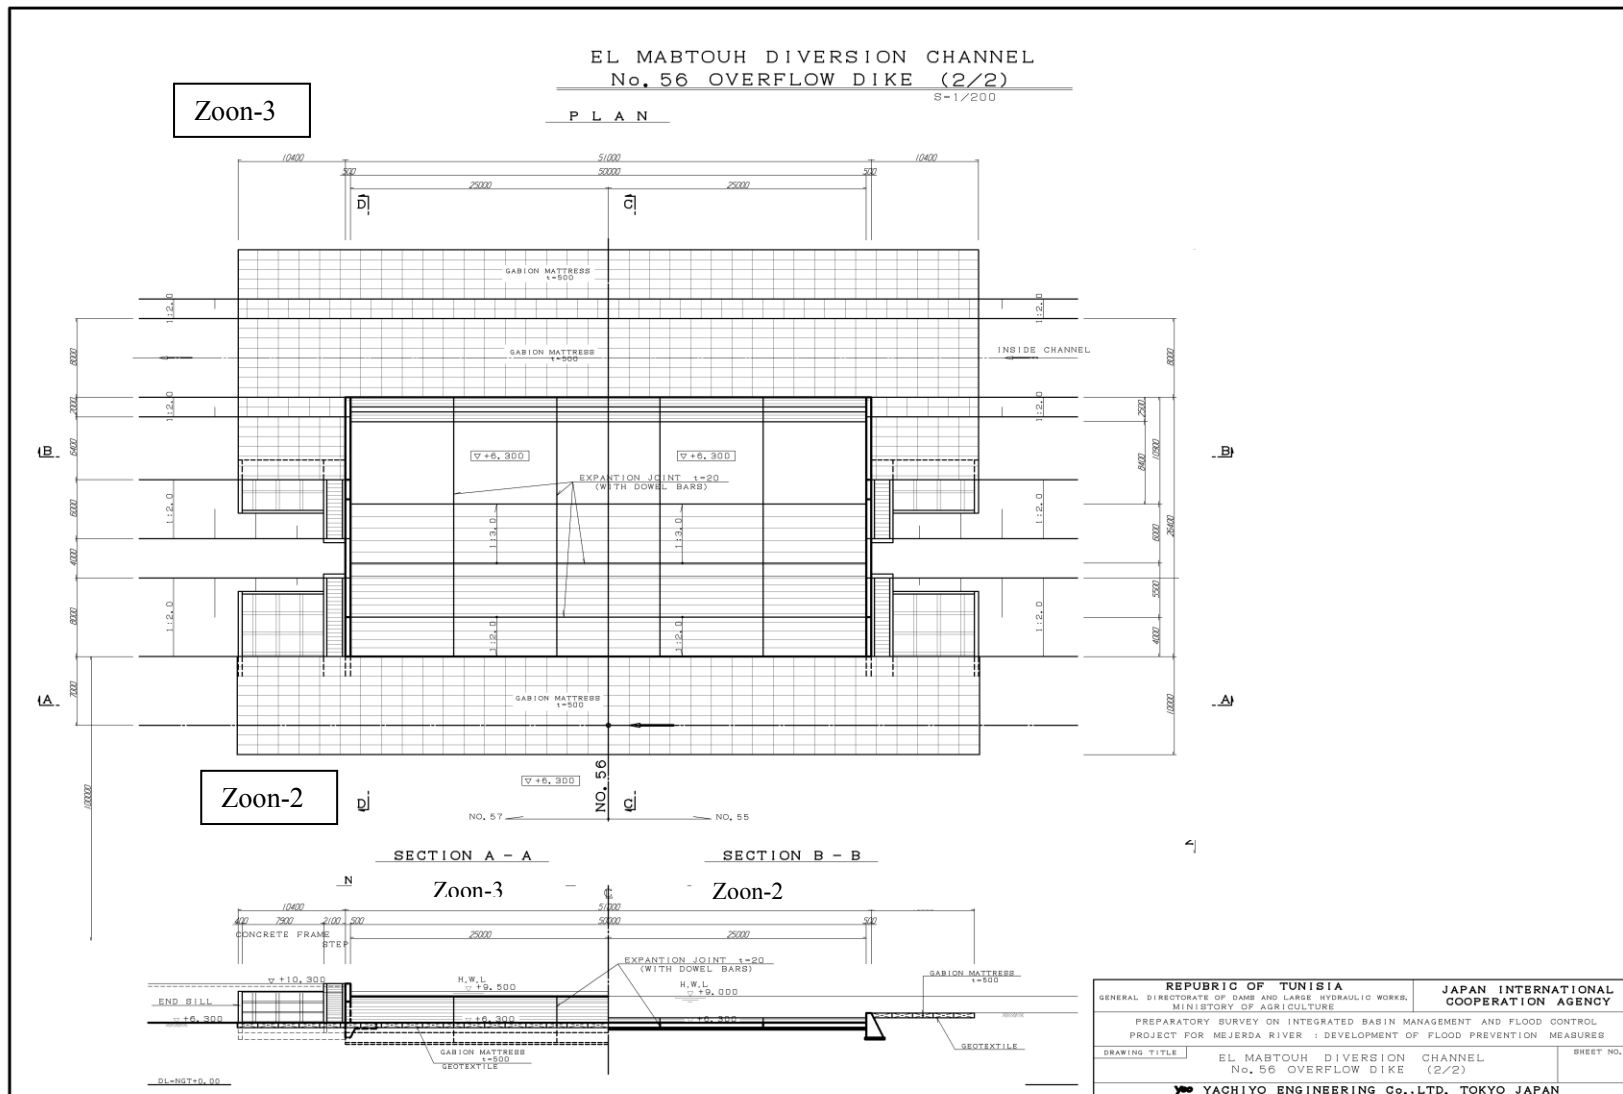 EL MABTOUH DIVERSION CHANNEL
No. 56 OVERFLOW DIKE (2/2)
S=1/200
Zoon-3
PLAN
10400 51000 10400
500 50000 500
25000 25000
D C
GABION MATTRESS
t=500
1:2.0 1:2.0
GABION MATTRESS
t=500
INSIDE CHANNEL
8000 8000
1:2.0 1:2.0
2000 2500
B B
6400 8400 10900
▽+6,300 ▽+6,300
EXPANTION JOINT t=20
(WITH DOWEL BARS)
1:2.0 1:3.0 1:3.0 1:2.0
6000 6000 26400
4000 5500
1:2.0 1:2.0 1:2.0 1:2.0
8000 4000
A A
7000 10000
GABION MATTRESS
t=500
NO. 56
▽+6,300
Zoon-2
100000
D C
NO. 57 NO. 55
SECTION A - A SECTION B - B
N Zoon-3 Zoon-2
10400 51000
400 7900 2100 500 50000 500
25000 25000
CONCRETE FRAME
STEP
EXPANTION JOINT t=20
(WITH DOWEL BARS)
▽+10,300
H.W.L
▽+9,500
H.W.L
▽+9,000
GABION MATTRESS
t=500
END SILL
▽+6,300 ▽+6,300 ▽+6,300
GABION MATTRESS
t=500
GEOTEXTILE
GEOTEXTILE
DL=NGT+0.00
REPUBRIC OF TUNISIA
GENERAL DIRECTORATE OF DAMS AND LARGE HYDRAULIC WORKS,
MINISTORY OF AGRICULTURE
JAPAN INTERNATIONAL
COOPERATION AGENCY
PREPARATORY SURVEY ON INTEGRATED BASIN MANAGEMENT AND FLOOD CONTROL
PROJECT FOR MEJERDA RIVER : DEVELOPMENT OF FLOOD PREVENTION MEASURES
DRAWING TITLE
EL MABTOUH DIVERSION CHANNEL
No. 56 OVERFLOW DIKE (2/2)
SHEET NO.
YACHIYO ENGINEERING Co.,LTD. TOKYO JAPAN